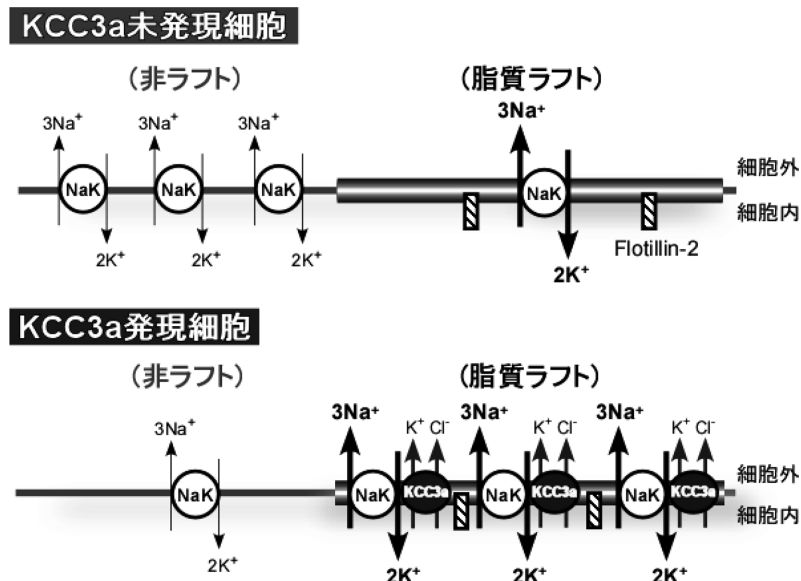 KCC3a未発現細胞
(非ラフト)
(脂質ラフト)
3Na+ 3Na+ 3Na+
3Na+
NaK NaK NaK NaK
細胞外
細胞内
2K+ 2K+ 2K+
2K+
Flotillin-2
KCC3a発現細胞
(非ラフト)
(脂質ラフト)
3Na+
3Na+ K+ Cl- 3Na+ K+ Cl- 3Na+ K+ Cl-
NaK NaK KCC3a NaK KCC3a NaK KCC3a
細胞外
細胞内
2K+
2K+ 2K+ 2K+